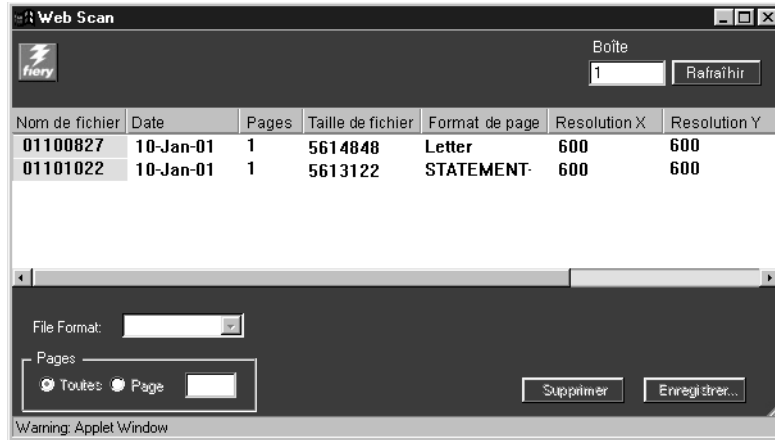 Web Scan
fiery
Boîte
1
Rafraîhir
Nom de fichier Date Pages Taille de fichier Format de page Resolution X Resolution Y
01100827 10-Jan-01 1 5614848 Letter 600 600
01101022 10-Jan-01 1 5613122 STATEMENT- 600 600
File Format:
Pages
Toutes Page
Supprimer Enregistrer...
Warning: Applet Window